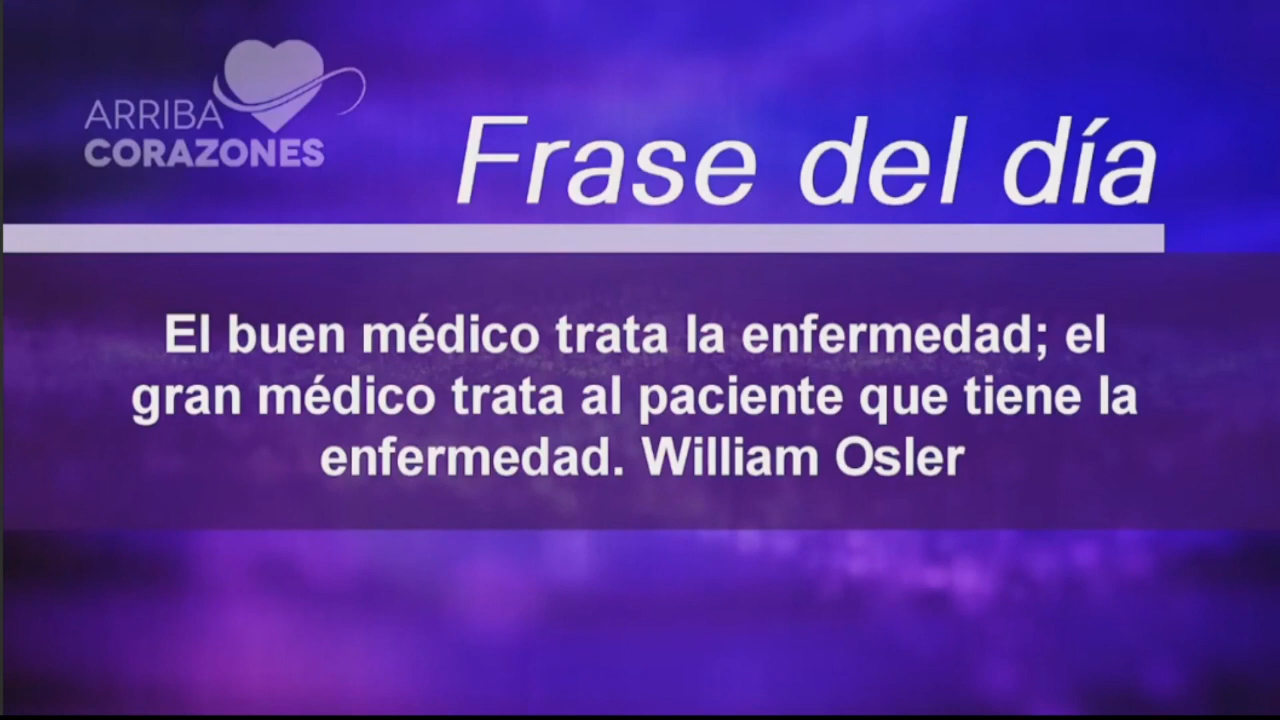 ARRIBA
CORAZONES
Frase del día
El buen médico trata la enfermedad; el
gran médico trata al paciente que tiene la
enfermedad. William Osler